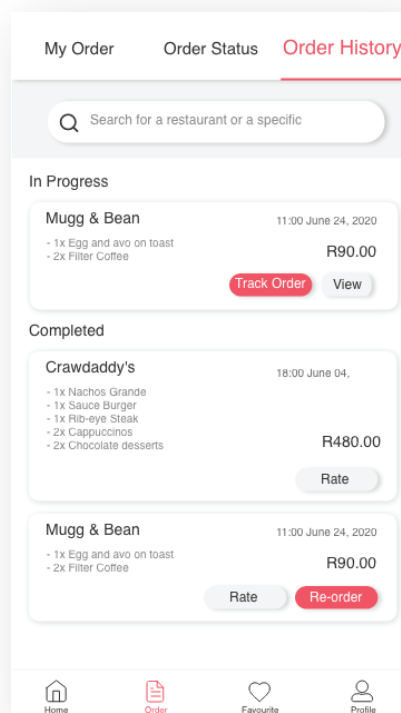 My Order Order Status Order History
Search for a restaurant or a specific
In Progress
Mugg & Bean 11:00 June 24, 2020
- 1x Egg and avo on toast
- 2x Filter Coffee
R90.00
Track Order View
Completed
Crawdaddy's 18:00 June 04,
- 1x Nachos Grande
- 1x Sauce Burger
- 1x Rib-eye Steak
- 2x Cappuccinos
- 2x Chocolate desserts
R480.00
Rate
Mugg & Bean 11:00 June 24, 2020
- 1x Egg and avo on toast
- 2x Filter Coffee
R90.00
Rate Re-order
Home Order Favourite Profile